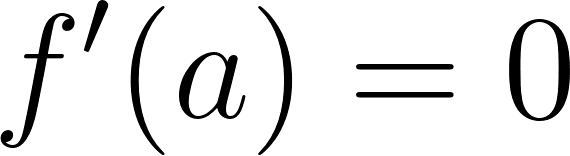 f′(a) = 0